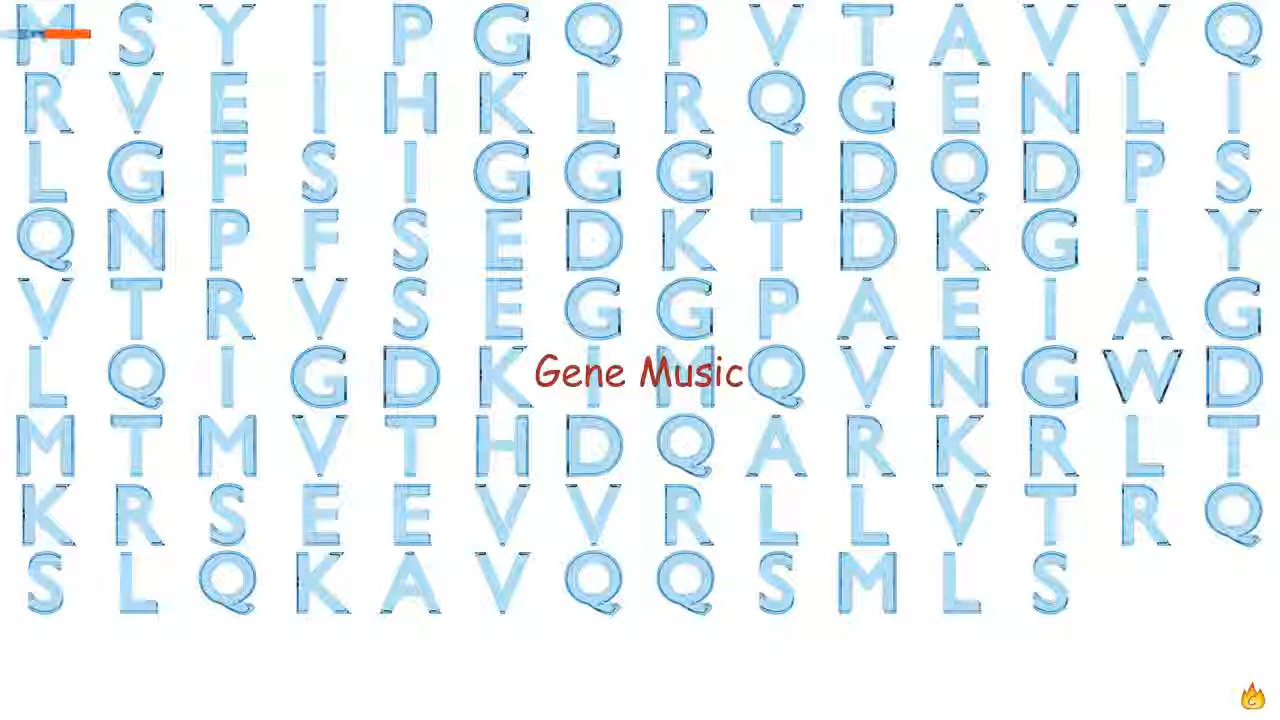 M S Y I P G Q P V T A V V Q
R V E I H K L R Q G E N L I
L G F S I G G G I D Q D P S
Q N P F S E D K T D K G I Y
V T R V S E G G P A E I A G
L Q I G D K I M Q V N G W D
Gene Music
M T M V T H D Q A R K R L T
K R S E E V V R L L V T R Q
S L Q K A V Q Q S M L S